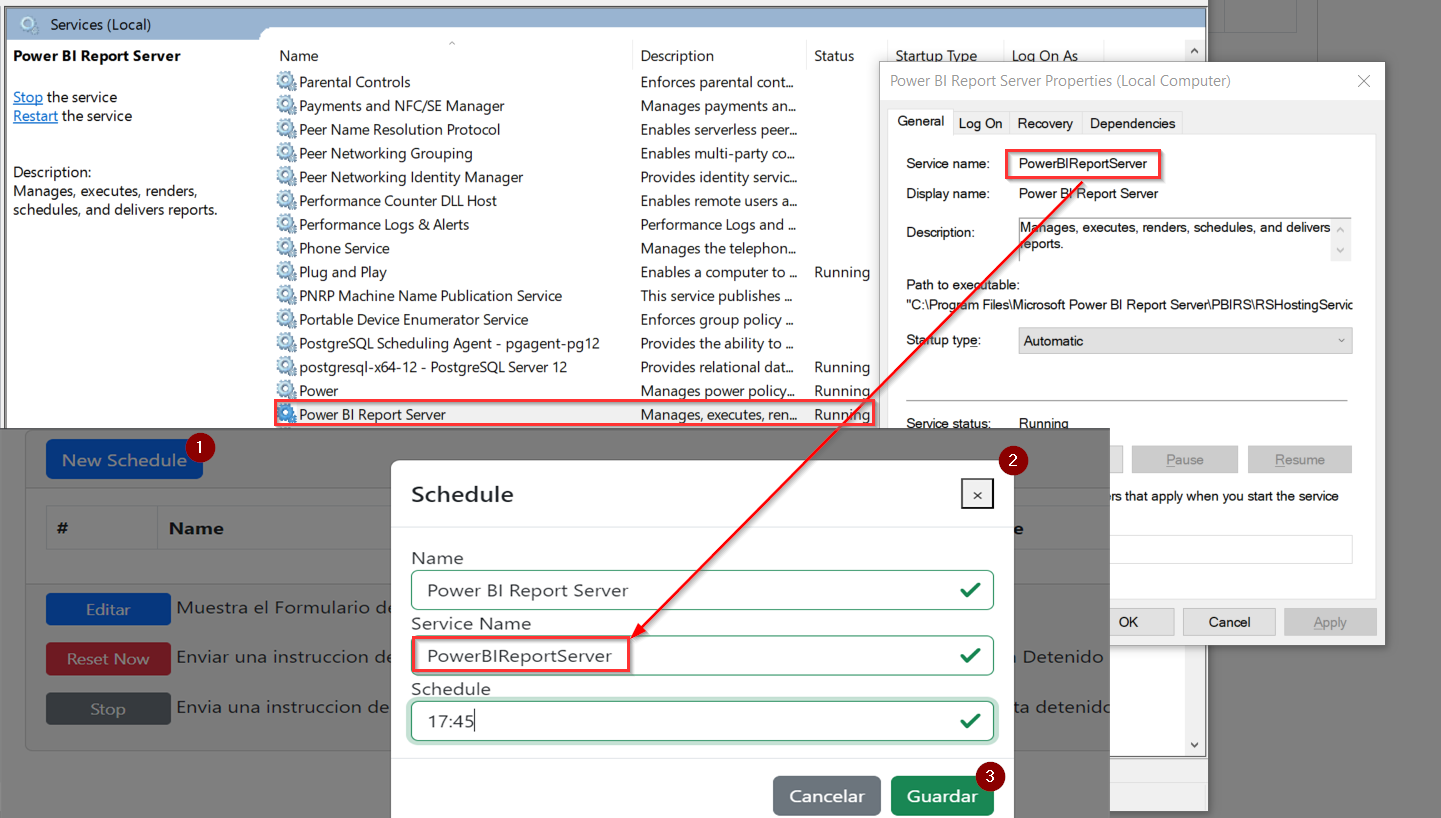 Services (Local)
Power BI Report Server
Stop the service
Restart the service
Description:
Manages, executes, renders,
schedules, and delivers reports.
Name Description Status Startup Type Log On As
Parental Controls Enforces parental cont...
Payments and NFC/SE Manager Manages payments an...
Peer Name Resolution Protocol Enables serverless peer...
Peer Networking Grouping Enables multi-party co...
Peer Networking Identity Manager Provides identity servic...
Performance Counter DLL Host Enables remote users a...
Performance Logs & Alerts Performance Logs and ...
Phone Service Manages the telephon...
Plug and Play Enables a computer to ... Running
PNRP Machine Name Publication Service This service publishes ...
Portable Device Enumerator Service Enforces group policy ...
PostgreSQL Scheduling Agent - pgagent-pg12 Provides the ability to ...
postgresql-x64-12 - PostgreSQL Server 12 Provides relational dat... Running
Power Manages power policy... Running
Power BI Report Server Manages, executes, ren... Running
Power BI Report Server Properties (Local Computer)
General Log On Recovery Dependencies
Service name: PowerBIReportServer
Display name: Power BI Report Server
Description: Manages, executes, renders, schedules, and delivers
reports.
Path to executable:
"C:\Program Files\Microsoft Power BI Report Server\PBIRS\RSHostingServic
Startup type: Automatic
Service status: Running
Pause Resume
rs that apply when you start the service
OK Cancel Apply
New Schedule 1
# Name e
Editar Muestra el Formulario de
Reset Now Enviar una instruccion de a Detenido
Stop Envia una instruccion de ta detenido
2
Schedule ×
Name
Power BI Report Server
Service Name
PowerBIReportServer
Schedule
17:45
Cancelar Guardar 3